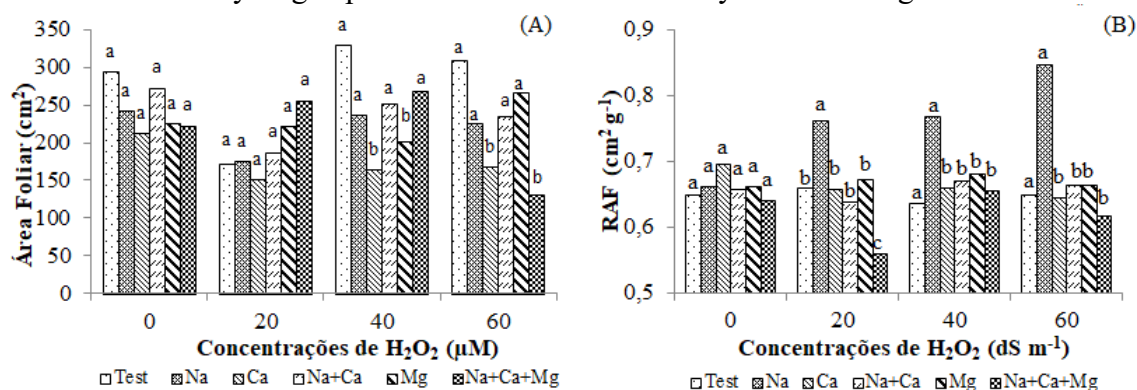 (A)
350
300
250
200
150
100
50
0
Área Foliar (cm²)
a a a a a a
a a a a a a
a a b a b a
a a b a a b
0 20 40 60
Concentrações de H₂O₂ (µM)
Test Na Ca Na+Ca Mg Na+Ca+Mg
(B)
0,9
0,8
0,7
0,6
0,5
RAF (cm² g⁻¹)
a a a a a a
b a b b b c
a a b b b b
b a b b b b
0 20 40 60
Concentrações de H₂O₂ (dS m⁻¹)
Test Na Ca Na+Ca Mg Na+Ca+Mg